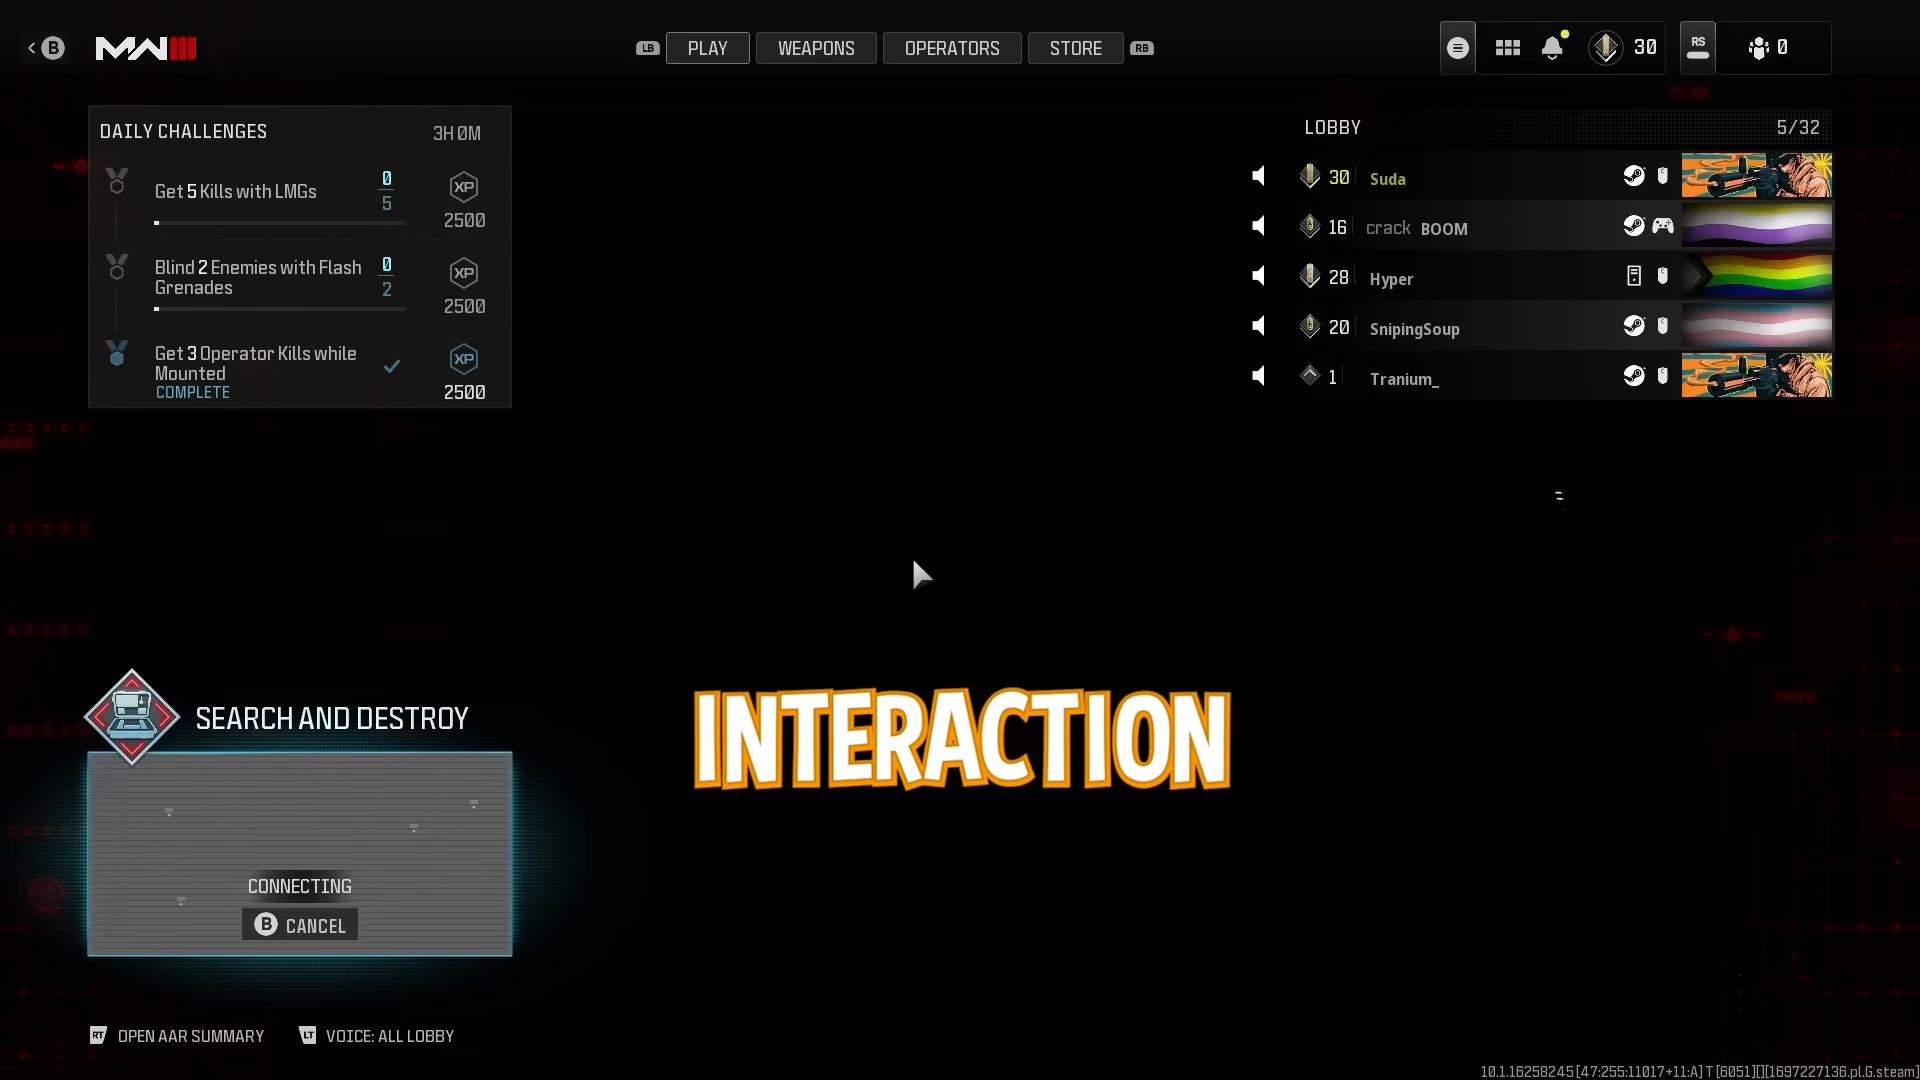 B
MWIII
LB PLAY WEAPONS OPERATORS STORE RB
30
RS
0
DAILY CHALLENGES 3H 0M
Get 5 Kills with LMGs
0
5
XP
2500
Blind 2 Enemies with Flash
Grenades
0
2
XP
2500
Get 3 Operator Kills while
Mounted
COMPLETE
XP
2500
LOBBY 5/32
30 Suda
16 crack BOOM
28 Hyper
20 SnipingSoup
1 Tranium_
SEARCH AND DESTROY
INTERACTION
CONNECTING
B CANCEL
RT OPEN AAR SUMMARY LT VOICE: ALL LOBBY
10.1.16258245 [47:255:11017+11:A] T [6051][][1697227136.pl.G.steam]